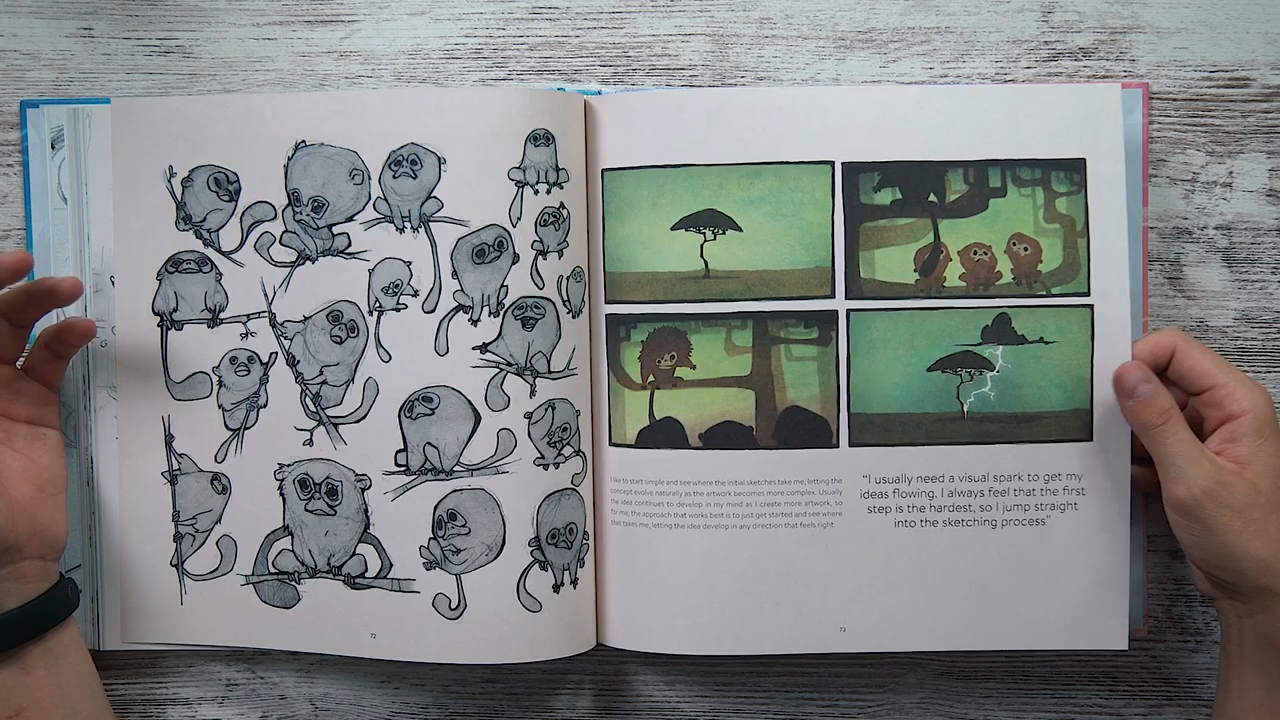 I like to start simple and see where the initial sketches take me, letting the
concept evolve naturally as the artwork becomes more complex. Usually
the idea continues to develop in my mind as I create more artwork, so
for me, the approach that works best is to just get started and see where
that takes me, letting the idea develop in any direction that feels right.
“I usually need a visual spark to get my
ideas flowing. I always feel that the first
step is the hardest, so I jump straight
into the sketching process”
72
73